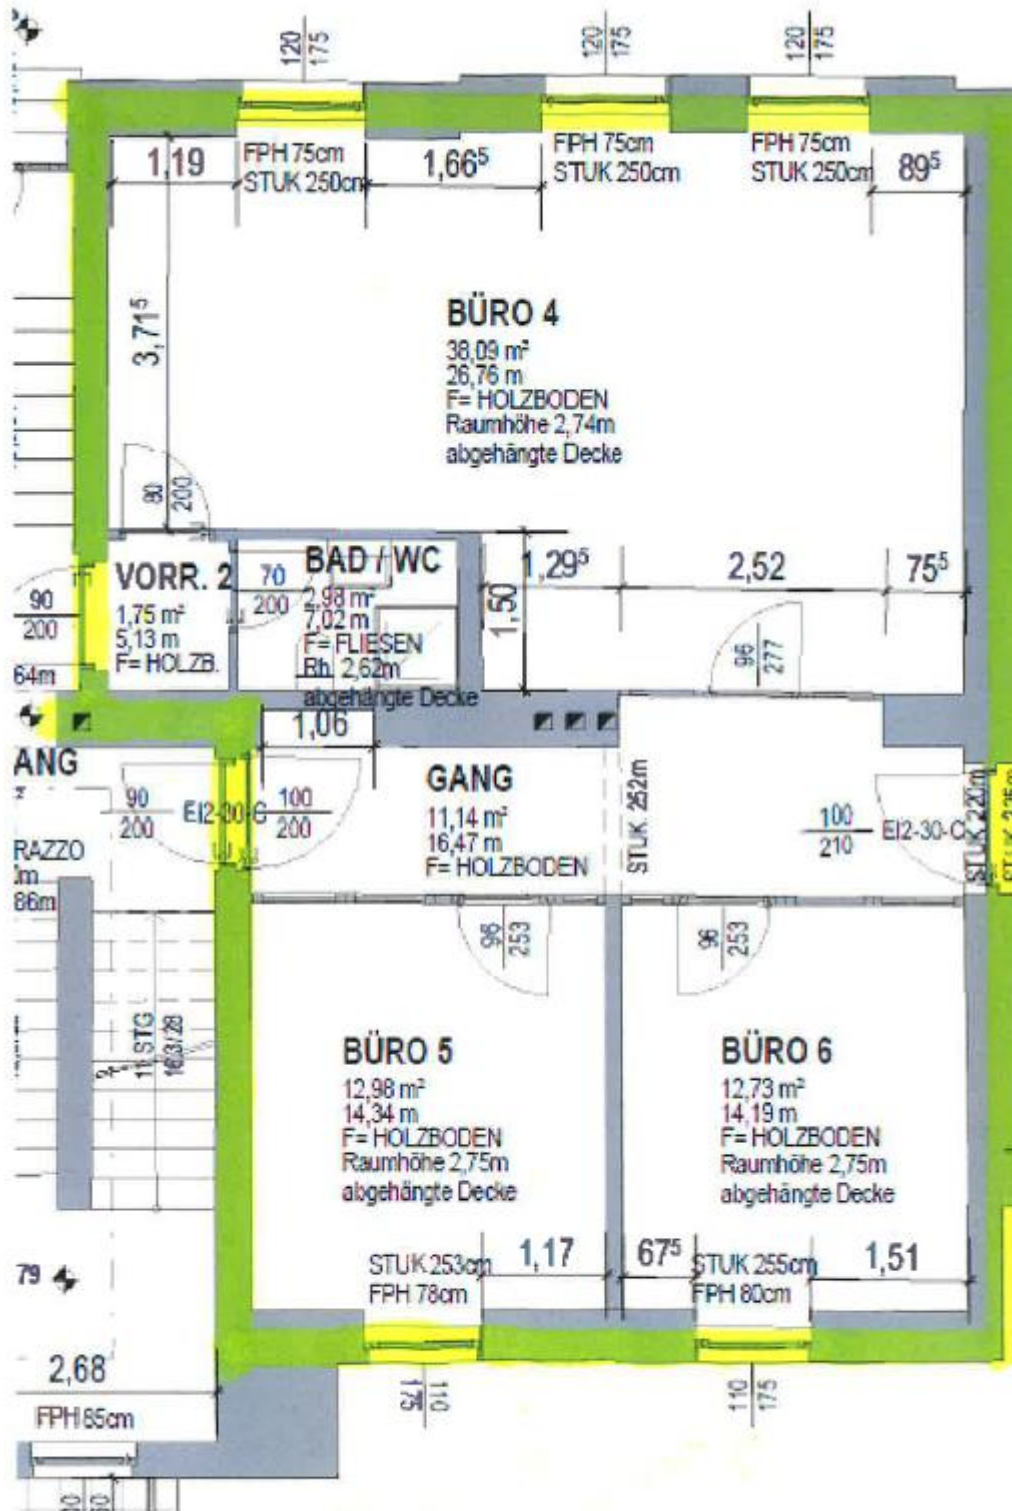 120
175
120
175
120
175
1,19
FPH 75cm
STUK 250cm
1,66⁵
FPH 75cm
STUK 250cm
FPH 75cm
STUK 250cm
89⁵
3,71⁵
BÜRO 4
38,09 m²
26,76 m
F= HOLZBODEN
Raumhöhe 2,74m
abgehängte Decke
80
200
VORR. 2
1,75 m²
5,13 m
F= HOLZB.
70
200
BAD / WC
2,98 m²
7,02 m
F= FLIESEN
Rh. 2,62m
abgehängte Decke
1,50
1,29⁵
2,52
75⁵
96
277
90
200
64m
1,06
ANG
90
200
EI2-30-C
100
200
GANG
11,14 m²
16,47 m
F= HOLZBODEN
STUK 252m
100
210
EI2-30-C
STUK 220m
RAZZO
86m
96
253
96
253
11 STG
16,3/28
BÜRO 5
12,98 m²
14,34 m
F= HOLZBODEN
Raumhöhe 2,75m
abgehängte Decke
BÜRO 6
12,73 m²
14,19 m
F= HOLZBODEN
Raumhöhe 2,75m
abgehängte Decke
STUK 253cm
FPH 78cm
1,17
67⁵
STUK 255cm
FPH 80cm
1,51
79
2,68
FPH 85cm
110
175
110
175